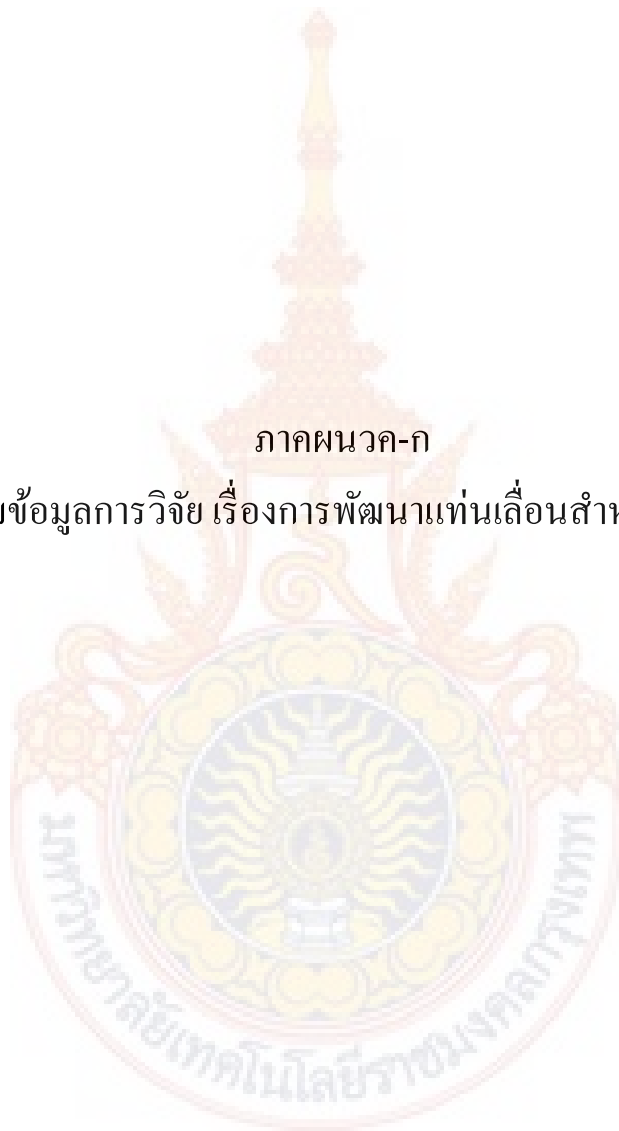 ภาคผนวค-ก
ข้อมูลการวิจัย เรื่องการพัฒนาแท่นเลื่อนสำห
มหาวิทยาลัยเทคโนโลยีราชมงคลกรุงเทพ